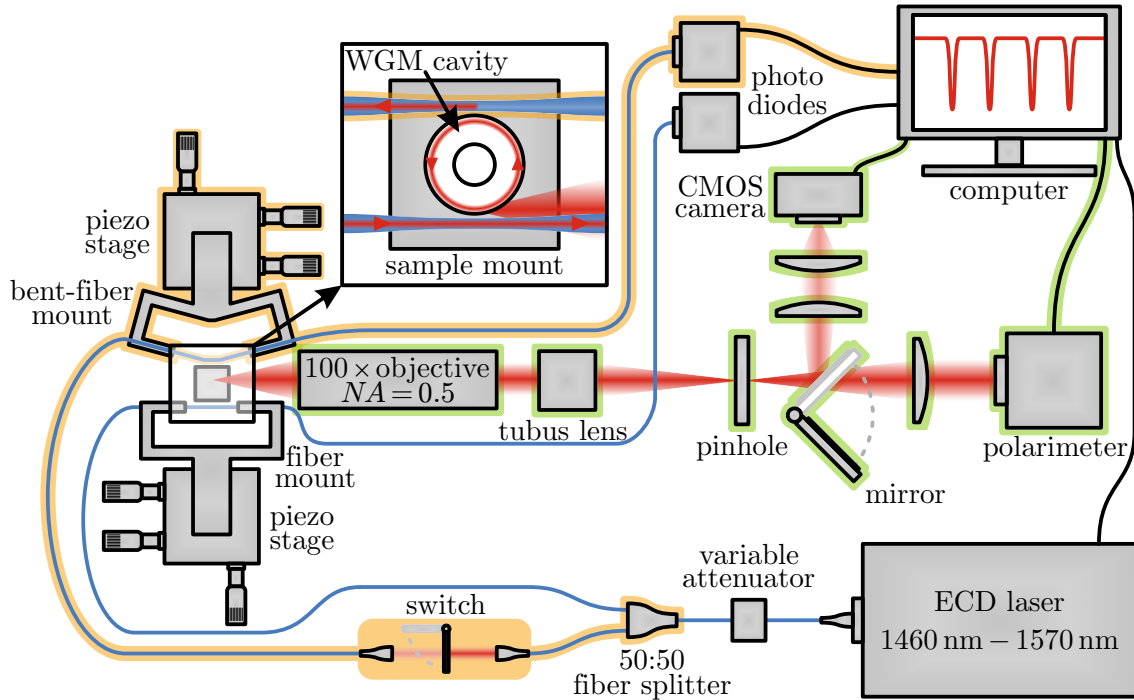 WGM cavity
sample mount
photo
diodes
computer
CMOS
camera
piezo
stage
bent-fiber
mount
100 × objective
NA = 0.5
tubus lens
pinhole
mirror
polarimeter
fiber
mount
piezo
stage
switch
50:50
fiber splitter
variable
attenuator
ECD laser
1460 nm – 1570 nm